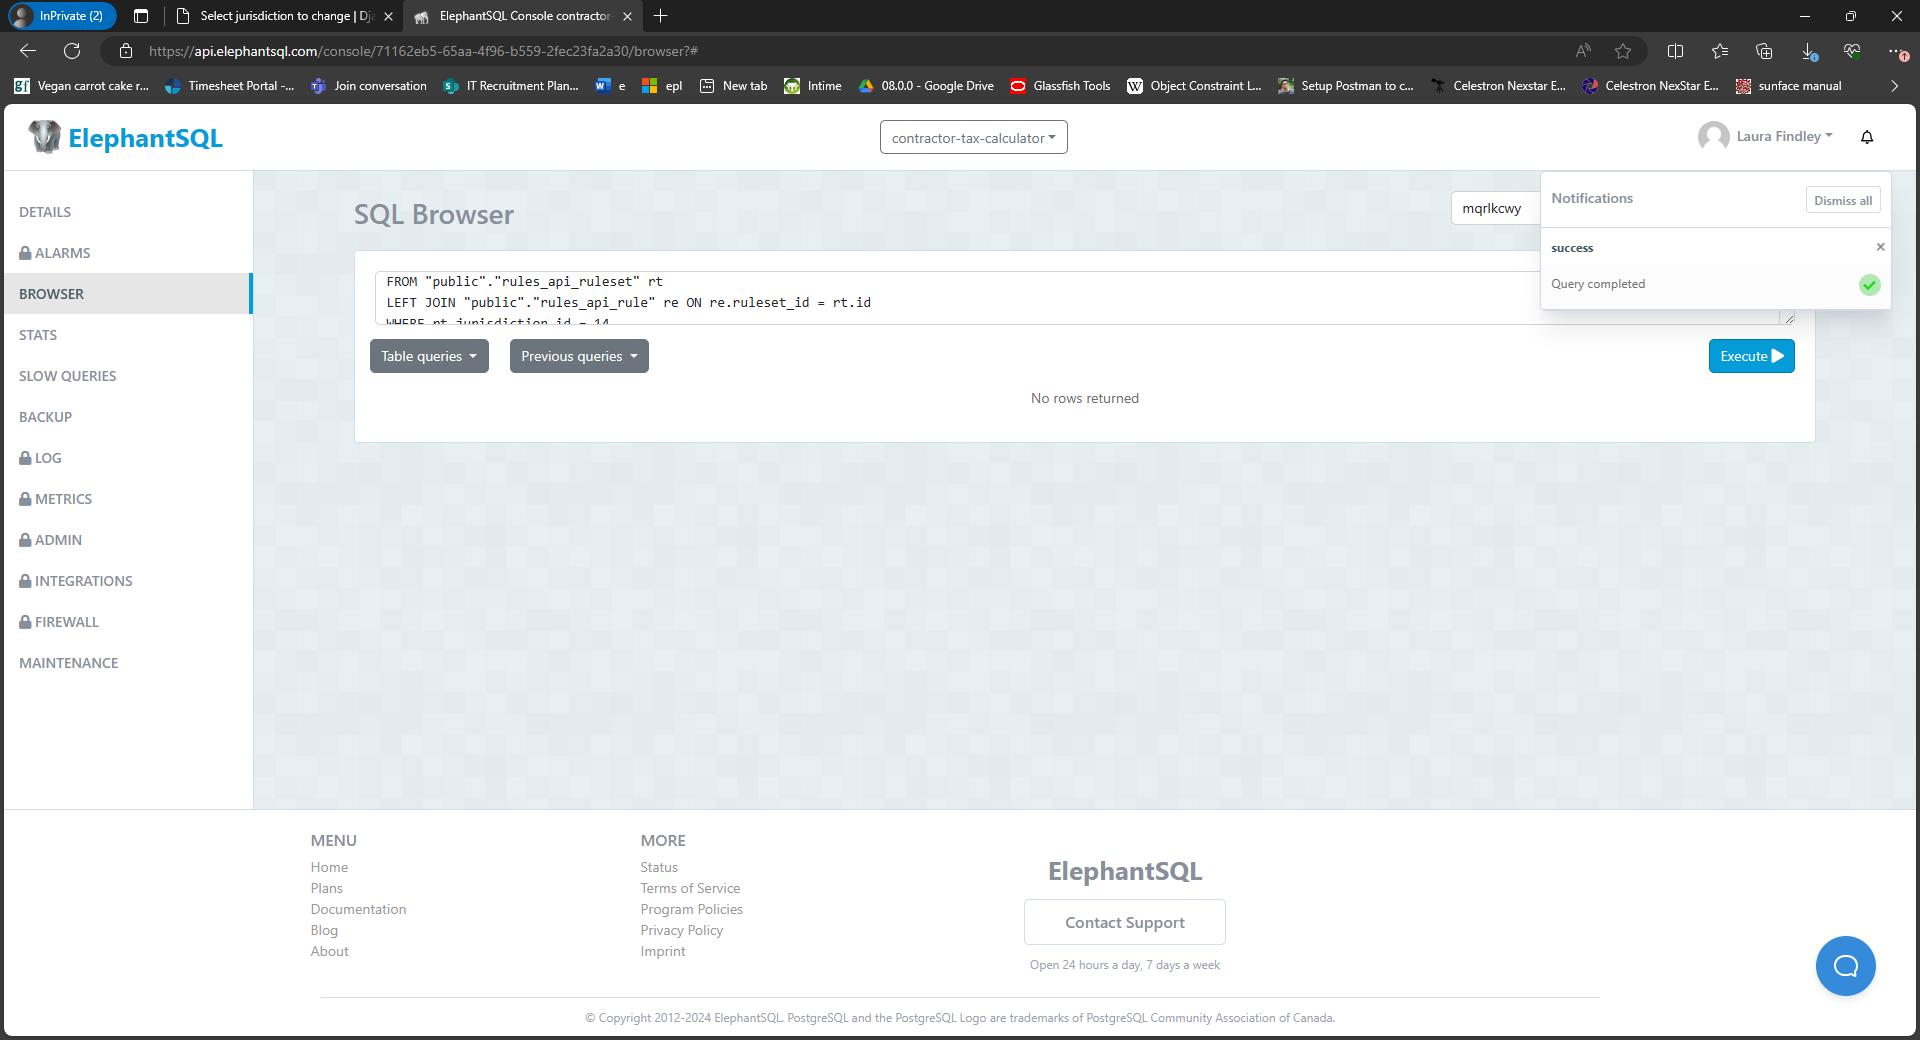 InPrivate (2)
Select jurisdiction to change | Dja
ElephantSQL Console contractor-
https://api.elephantsql.com/console/71162eb5-65aa-4f96-b559-2fec23fa2a30/browser?#
Vegan carrot cake r...
Timesheet Portal -...
Join conversation
IT Recruitment Plan...
e
epl
New tab
Intime
08.0.0 - Google Drive
Glassfish Tools
Object Constraint L...
Setup Postman to c...
Celestron Nexstar E...
Celestron NexStar E...
sunface manual
ElephantSQL
contractor-tax-calculator
Laura Findley
DETAILS
ALARMS
BROWSER
STATS
SLOW QUERIES
BACKUP
LOG
METRICS
ADMIN
INTEGRATIONS
FIREWALL
MAINTENANCE
SQL Browser
mqrlkcwy
Notifications
Dismiss all
success
Query completed
FROM "public"."rules_api_ruleset" rt
LEFT JOIN "public"."rules_api_rule" re ON re.ruleset_id = rt.id
WHERE rt.jurisdiction_id = 14
Table queries
Previous queries
Execute
No rows returned
MENU
Home
Plans
Documentation
Blog
About
MORE
Status
Terms of Service
Program Policies
Privacy Policy
Imprint
ElephantSQL
Contact Support
Open 24 hours a day, 7 days a week
© Copyright 2012-2024 ElephantSQL. PostgreSQL and the PostgreSQL Logo are trademarks of PostgreSQL Community Association of Canada.